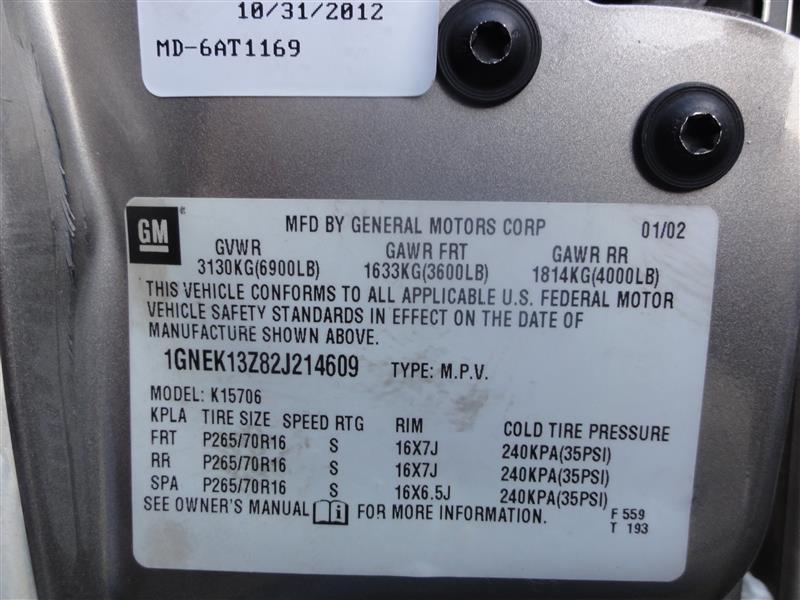 10/31/2012
MD-6AT1169
GM ® MFD BY GENERAL MOTORS CORP 01/02
GVWR GAWR FRT GAWR RR
3130KG(6900LB) 1633KG(3600LB) 1814KG(4000LB)
THIS VEHICLE CONFORMS TO ALL APPLICABLE U.S. FEDERAL MOTOR
VEHICLE SAFETY STANDARDS IN EFFECT ON THE DATE OF
MANUFACTURE SHOWN ABOVE.
1GNEK13Z82J214609 TYPE: M.P.V.
MODEL: K15706
KPLA TIRE SIZE SPEED RTG RIM COLD TIRE PRESSURE
FRT P265/70R16 S 16X7J 240KPA(35PSI)
RR P265/70R16 S 16X7J 240KPA(35PSI)
SPA P265/70R16 S 16X6.5J 240KPA(35PSI)
SEE OWNER'S MANUAL i FOR MORE INFORMATION. F 559
T 193